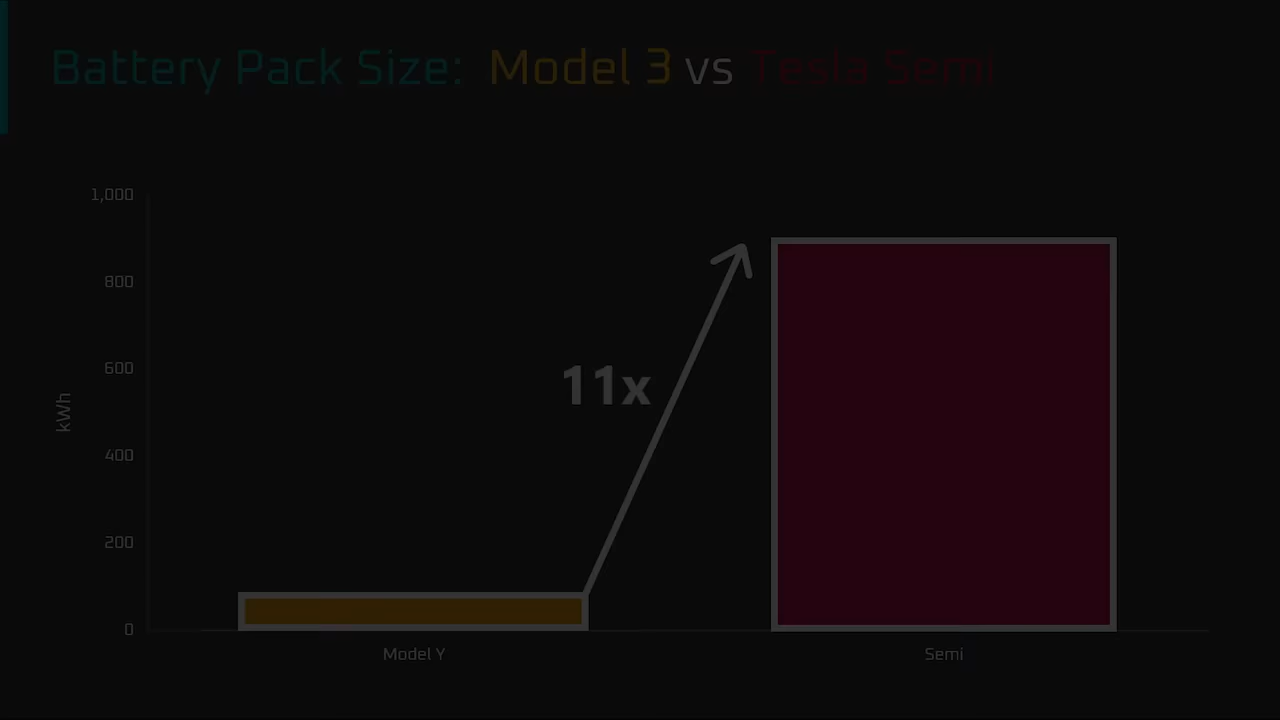 Battery Pack Size: Model 3 vs Tesla Semi
1,000
800
600
400
200
0
kWh
11x
Model Y
Semi